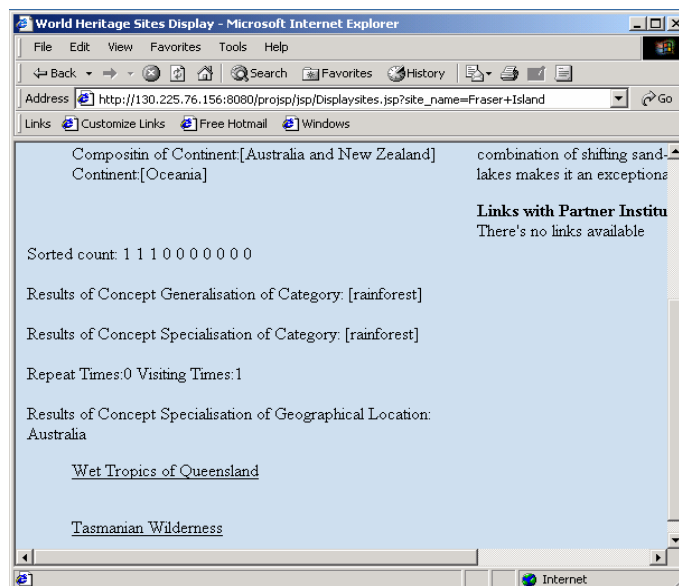 World Heritage Sites Display - Microsoft Internet Explorer
File Edit View Favorites Tools Help
Back Search Favorites History
Address http://130.225.76.156:8080/projsp/jsp/Displaysites.jsp?site_name=Fraser+Island Go
Links Customize Links Free Hotmail Windows
Compositin of Continent:[Australia and New Zealand]
Continent:[Oceania]
combination of shifting sand-
lakes makes it an exceptiona
Links with Partner Institu
There's no links available
Sorted count: 1 1 1 0 0 0 0 0 0 0
Results of Concept Generalisation of Category: [rainforest]
Results of Concept Specialisation of Category: [rainforest]
Repeat Times:0 Visiting Times:1
Results of Concept Specialisation of Geographical Location:
Australia
Wet Tropics of Queensland
Tasmanian Wilderness
Internet